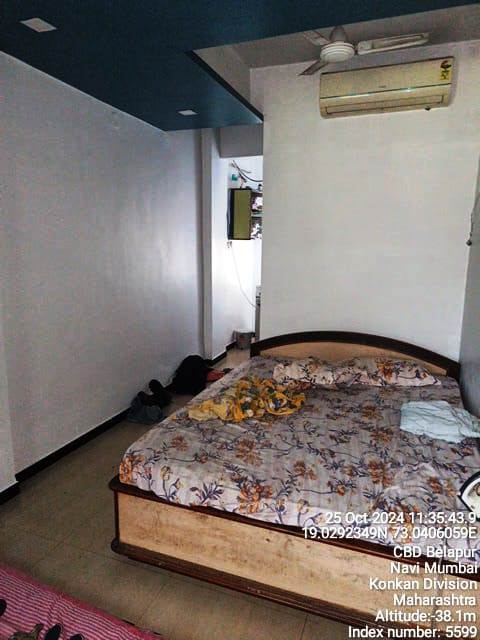 25 Oct 2024 11:35:43.9
19.0292349N 73.0406059E
CBD Belapur
Navi Mumbai
Konkan Division
Maharashtra
Altitude:-38.1m
Index number: 5599